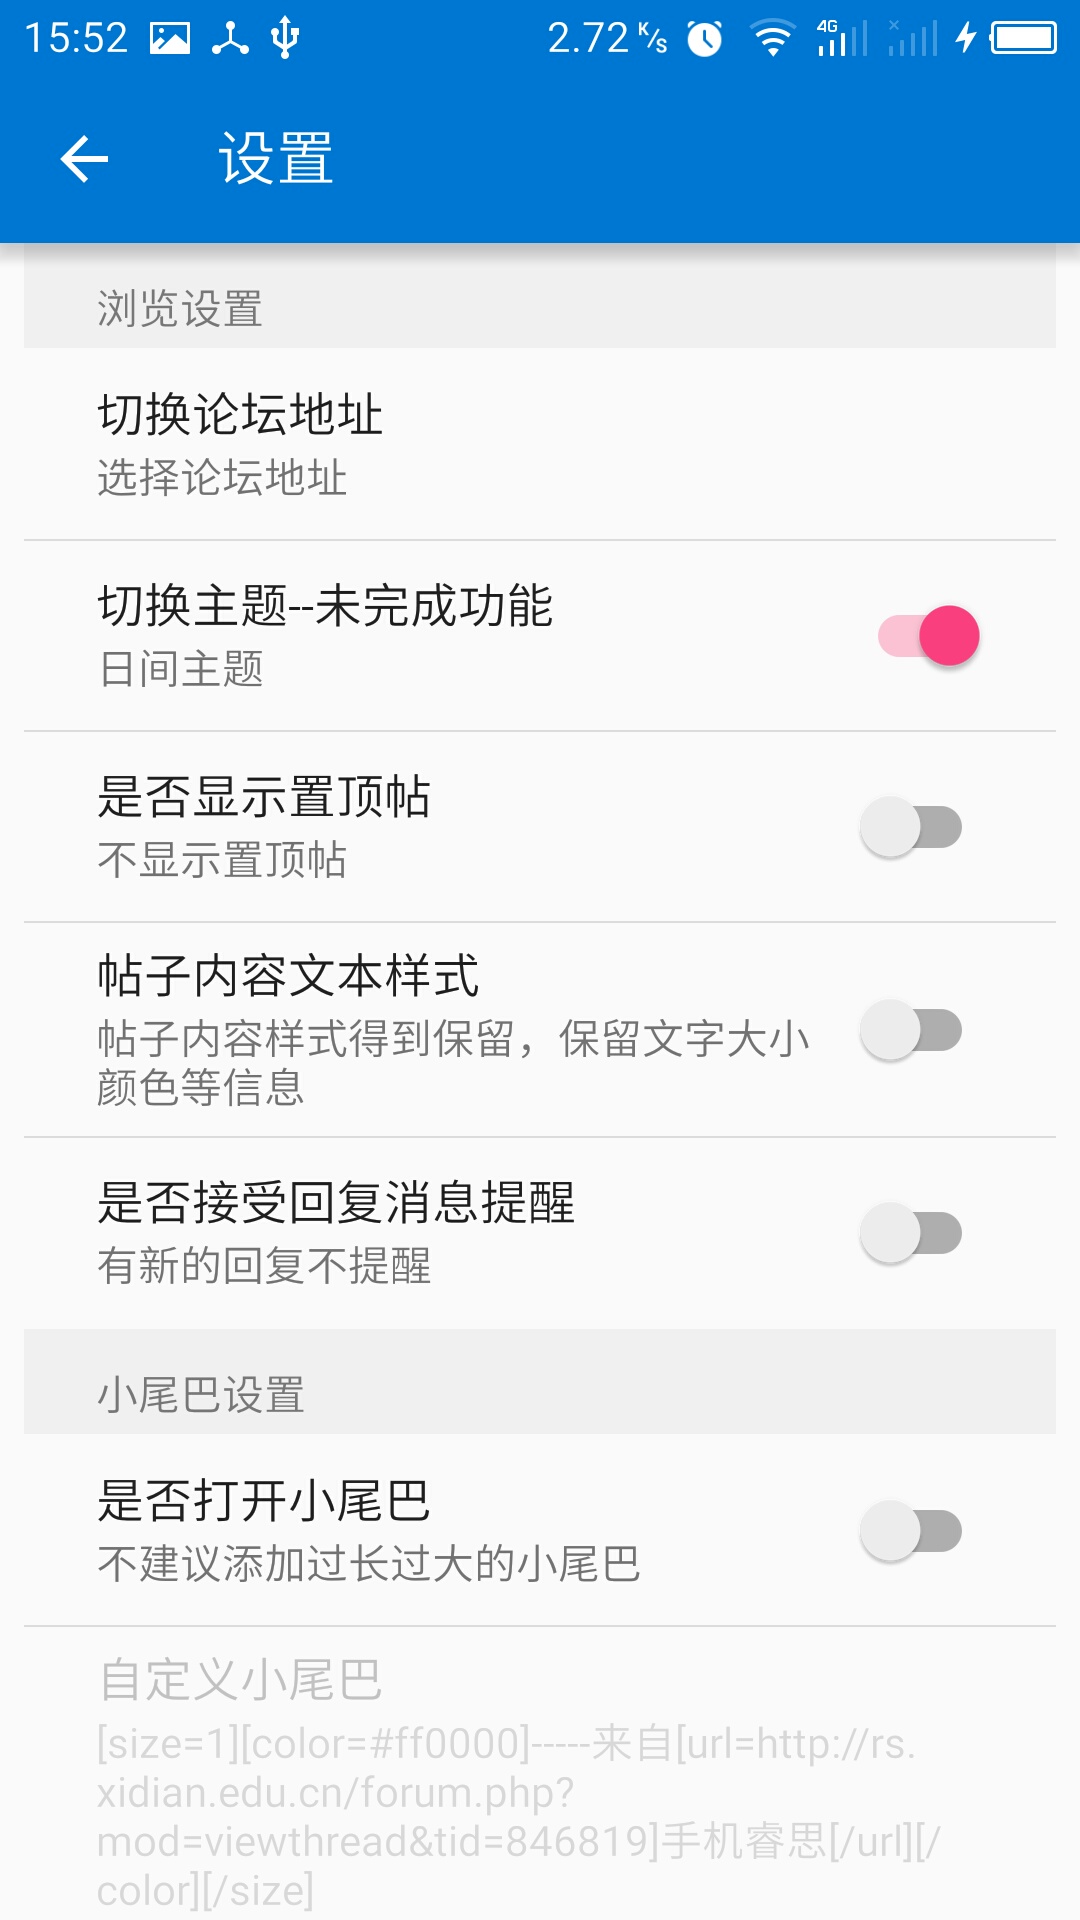 15:52
2.72 K/s
4G
设置
浏览设置
切换论坛地址
选择论坛地址
切换主题--未完成功能
日间主题
是否显示置顶帖
不显示置顶帖
帖子内容文本样式
帖子内容样式得到保留，保留文字大小
颜色等信息
是否接受回复消息提醒
有新的回复不提醒
小尾巴设置
是否打开小尾巴
不建议添加过长过大的小尾巴
自定义小尾巴
[size=1][color=#ff0000]-----来自[url=http://rs.
xidian.edu.cn/forum.php?
mod=viewthread&tid=846819]手机睿思[/url][/
color][/size]